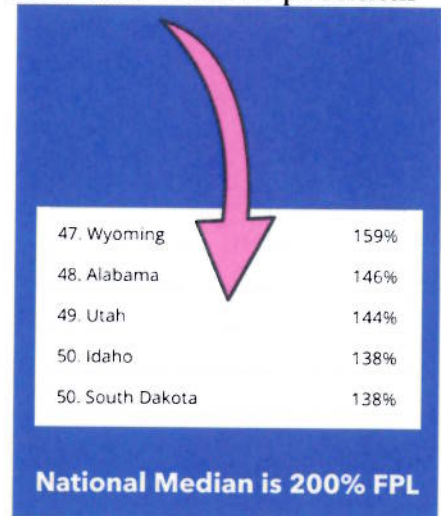 47. Wyoming 159%
48. Alabama 146%
49. Utah 144%
50. Idaho 138%
50. South Dakota 138%
National Median is 200% FPL